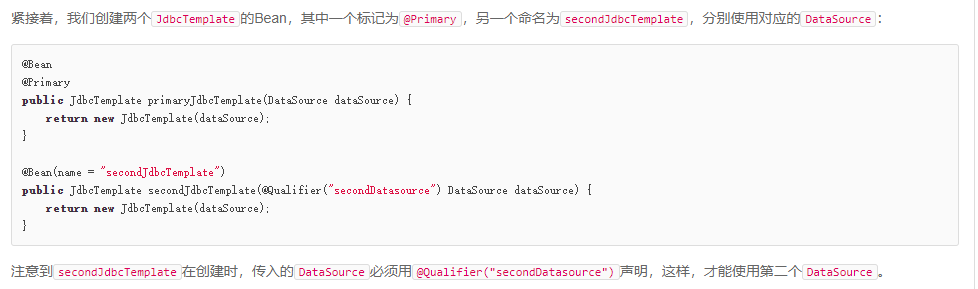 紧接着，我们创建两个JdbcTemplate的Bean，其中一个标记为@Primary，另一个命名为secondJdbcTemplate，分别使用对应的DataSource：
@Bean
@Primary
public JdbcTemplate primaryJdbcTemplate(DataSource dataSource) {
    return new JdbcTemplate(dataSource);
}
@Bean(name = "secondJdbcTemplate")
public JdbcTemplate secondJdbcTemplate(@Qualifier("secondDatasource") DataSource dataSource) {
    return new JdbcTemplate(dataSource);
}
注意到secondJdbcTemplate在创建时，传入的DataSource必须用@Qualifier("secondDatasource")声明，这样，才能使用第二个DataSource。